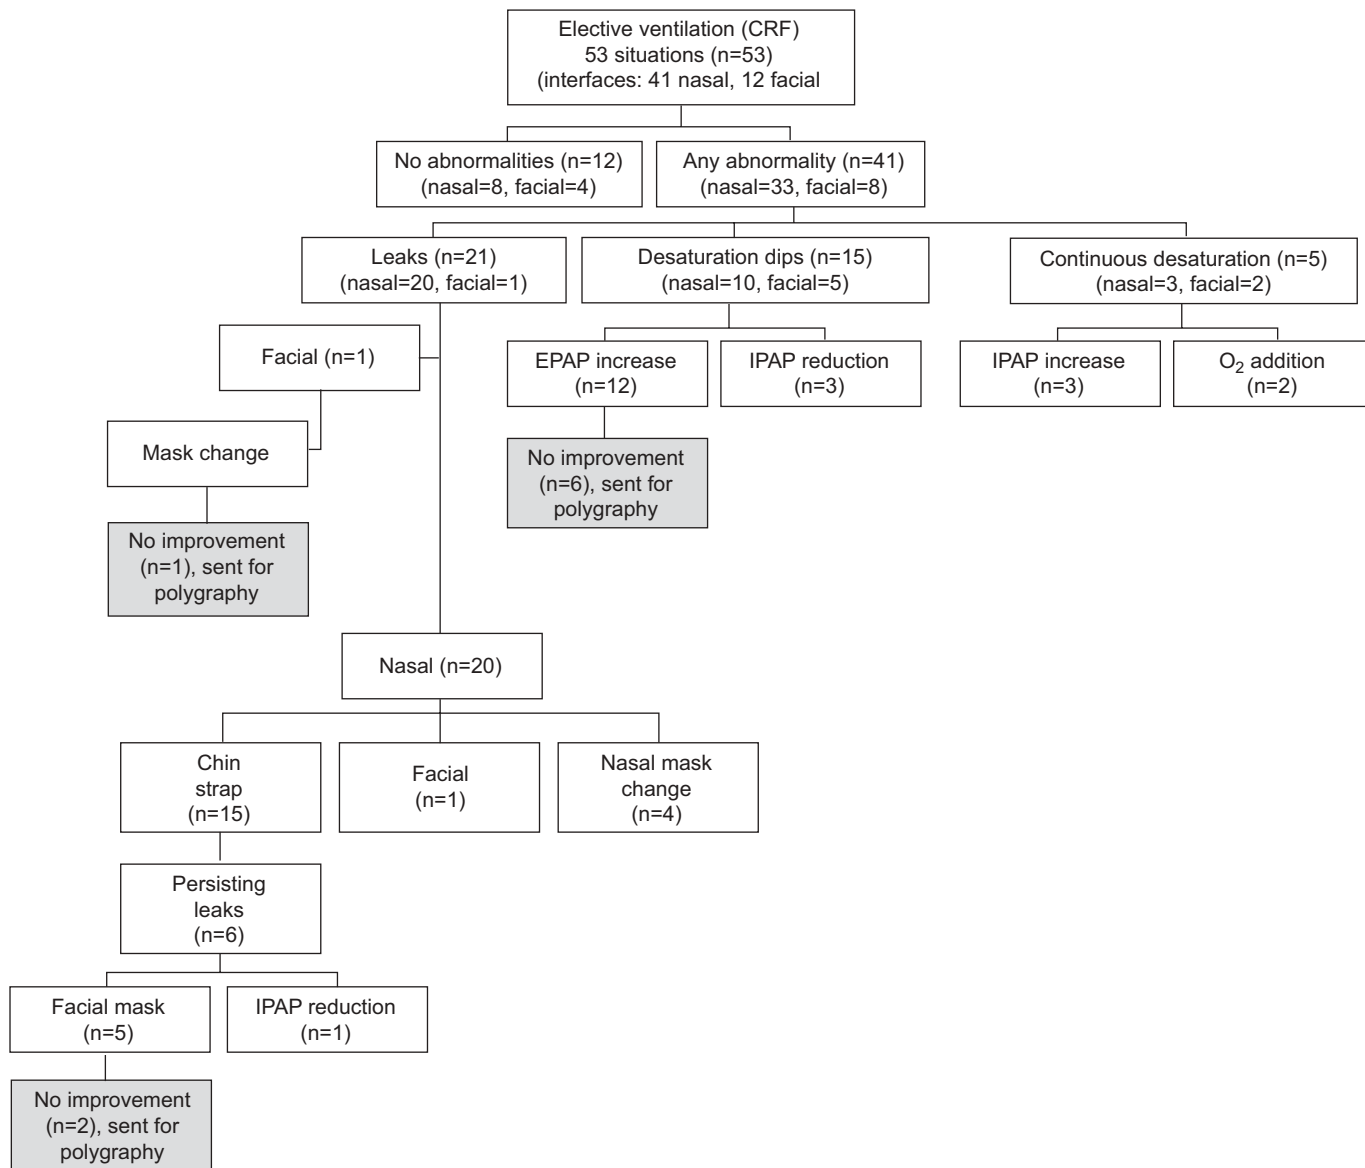 Elective ventilation (CRF)
53 situations (n=53)
(interfaces: 41 nasal, 12 facial
No abnormalities (n=12)
(nasal=8, facial=4)
Any abnormality (n=41)
(nasal=33, facial=8)
Leaks (n=21)
(nasal=20, facial=1)
Desaturation dips (n=15)
(nasal=10, facial=5)
Continuous desaturation (n=5)
(nasal=3, facial=2)
Facial (n=1)
EPAP increase
(n=12)
IPAP reduction
(n=3)
IPAP increase
(n=3)
O₂ addition
(n=2)
Mask change
No improvement
(n=6), sent for
polygraphy
No improvement
(n=1), sent for
polygraphy
Nasal (n=20)
Chin
strap
(n=15)
Facial
(n=1)
Nasal mask
change
(n=4)
Persisting
leaks
(n=6)
Facial mask
(n=5)
IPAP reduction
(n=1)
No improvement
(n=2), sent for
polygraphy